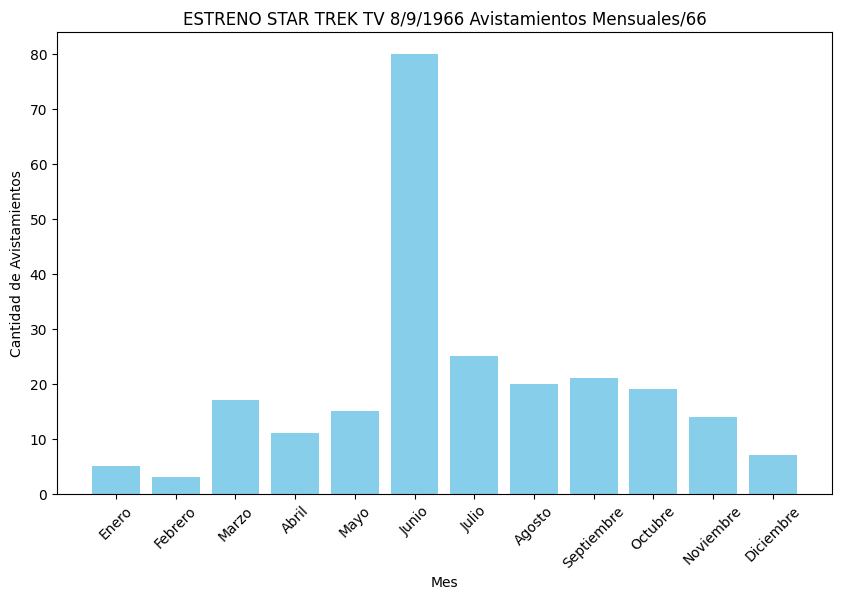 ESTRENO STAR TREK TV 8/9/1966 Avistamientos Mensuales/66
Cantidad de Avistamientos
80
70
60
50
40
30
20
10
0
Enero
Febrero
Marzo
Abril
Mayo
Junio
Julio
Agosto
Septiembre
Octubre
Noviembre
Diciembre
Mes